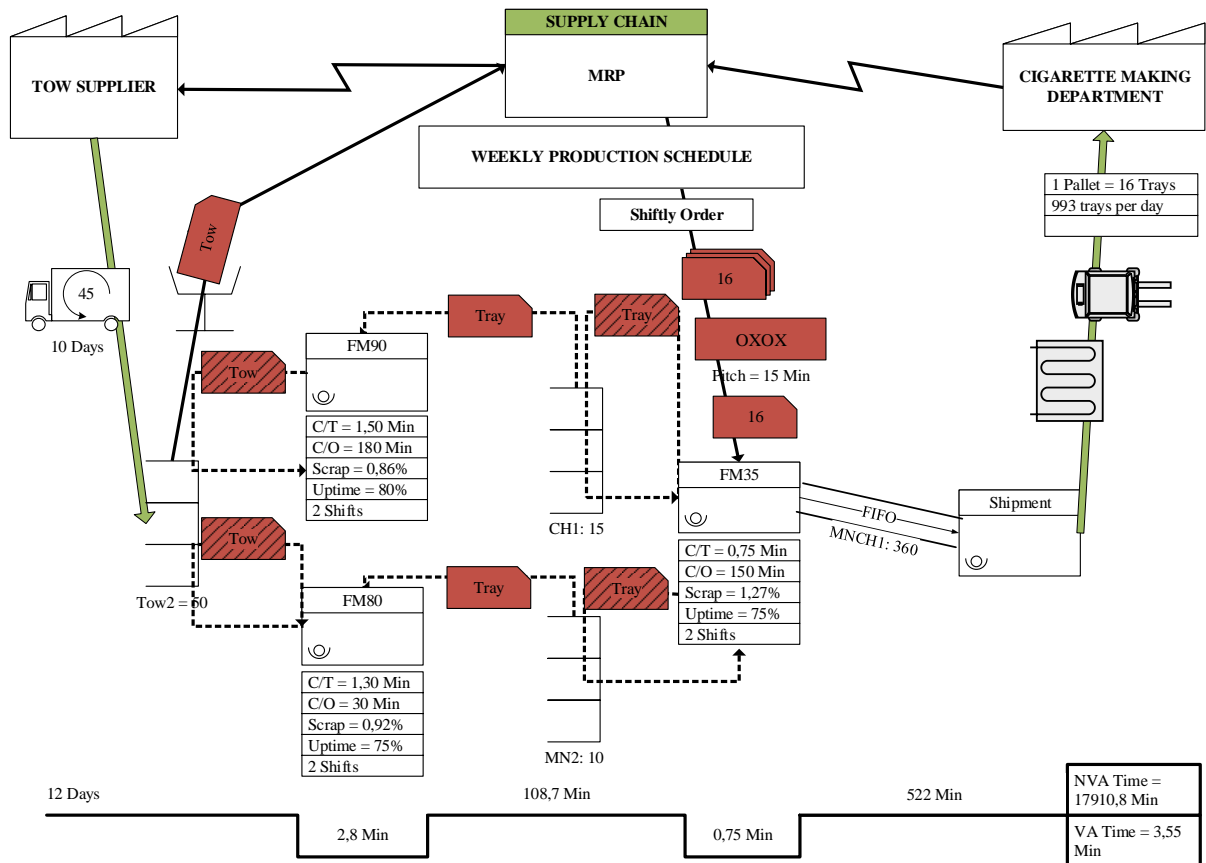 SUPPLY CHAIN
MRP
TOW SUPPLIER
CIGARETTE MAKING
DEPARTMENT
WEEKLY PRODUCTION SCHEDULE
1 Pallet = 16 Trays
993 trays per day
Shiftly Order
Tow
16
45
10 Days
Tray
Tray
OXOX
Pitch = 15 Min
FM90
Tow
16
C/T = 1,50 Min
C/O = 180 Min
Scrap = 0,86%
Uptime = 80%
2 Shifts
FM35
Shipment
FIFO
MNCH1: 360
CH1: 15
Tow
C/T = 0,75 Min
C/O = 150 Min
Scrap = 1,27%
Uptime = 75%
2 Shifts
Tow2 = 60
FM80
Tray
Tray
C/T = 1,30 Min
C/O = 30 Min
Scrap = 0,92%
Uptime = 75%
2 Shifts
MN2: 10
12 Days
108,7 Min
522 Min
NVA Time =
17910,8 Min
2,8 Min
0,75 Min
VA Time = 3,55
Min